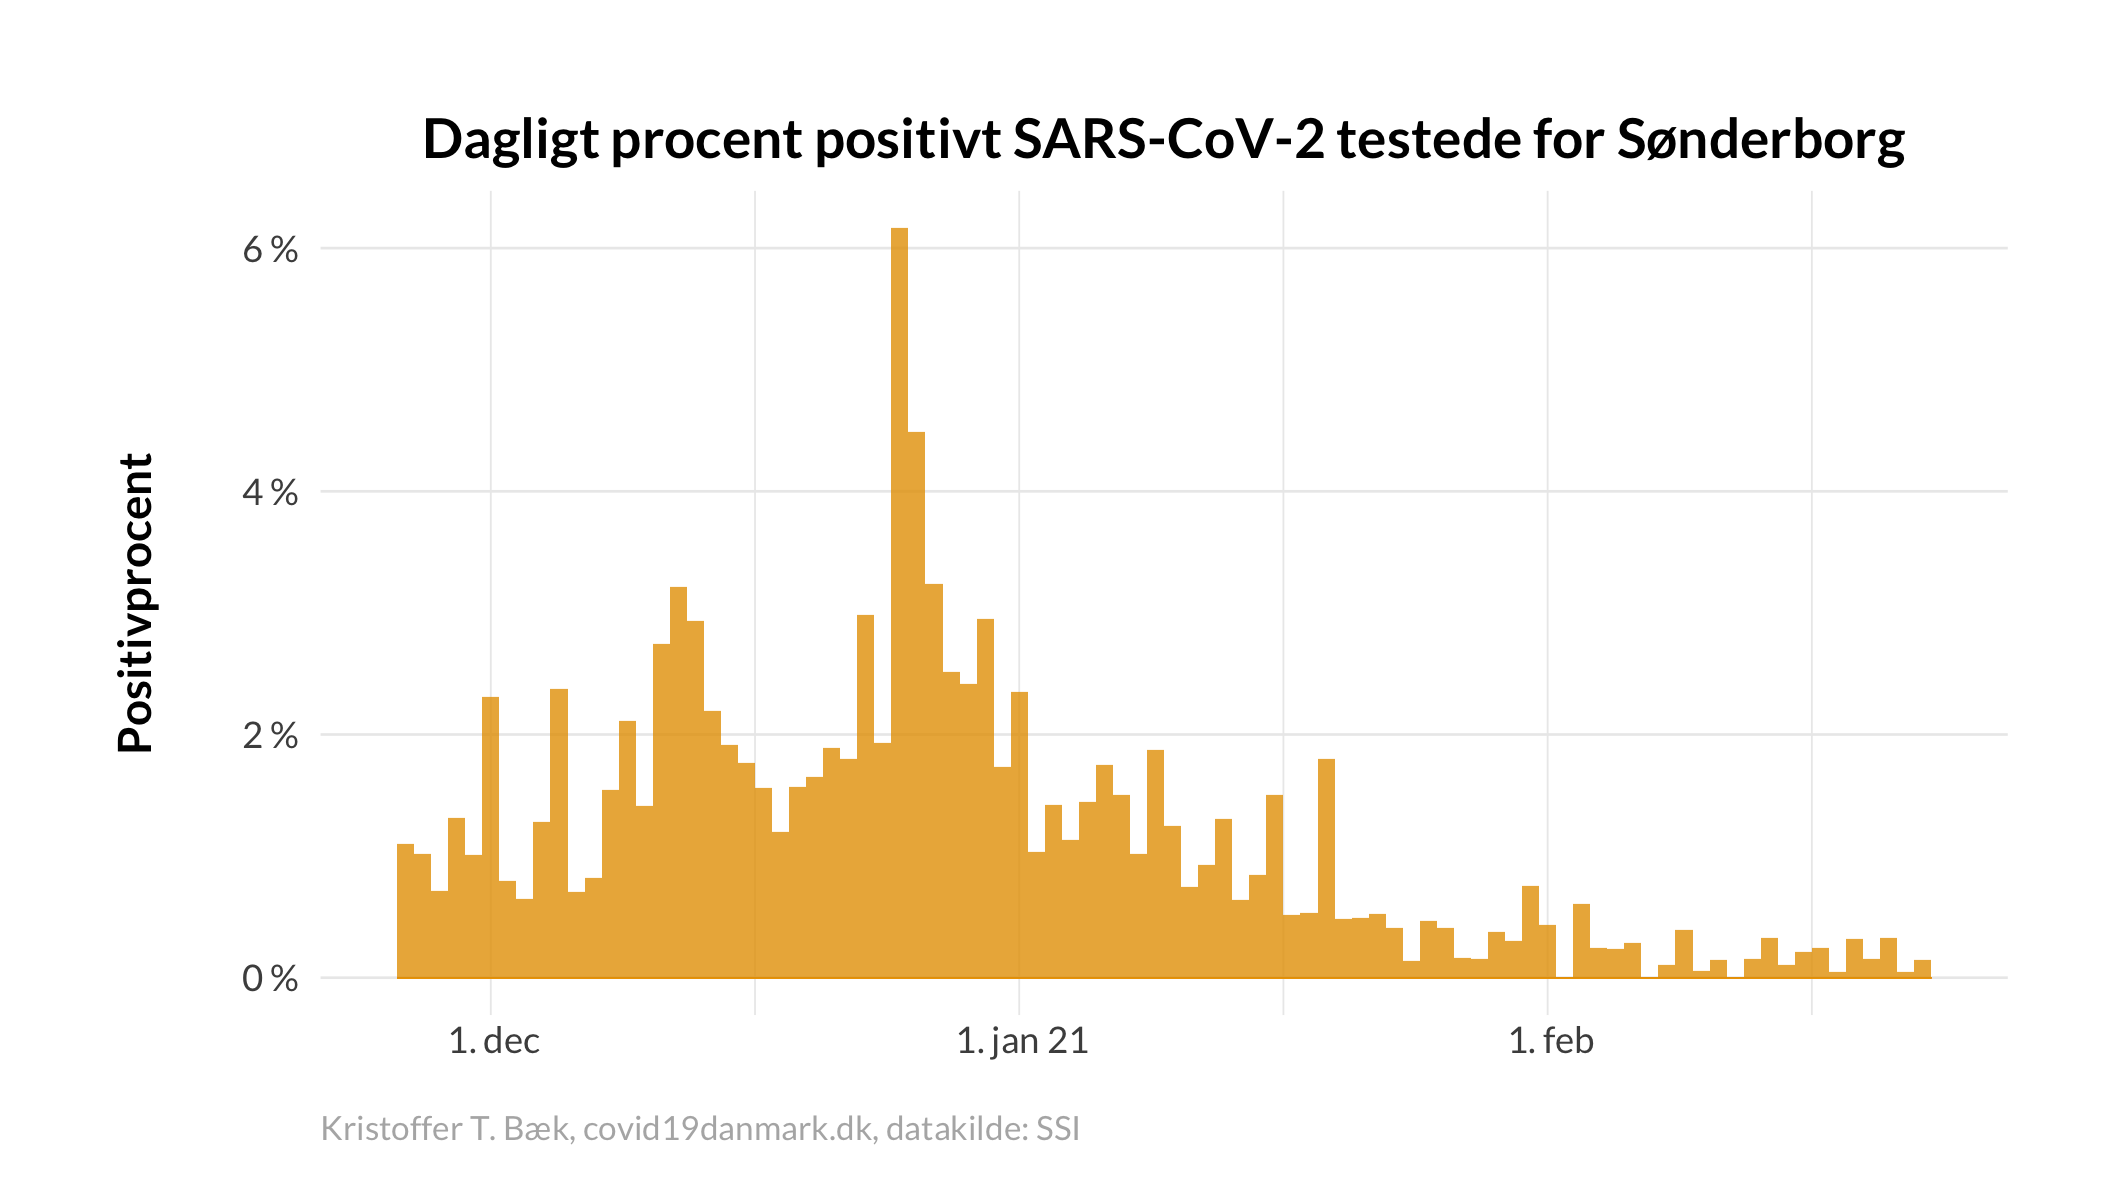 Dagligt procent positivt SARS-CoV-2 testede for Sønderborg
Positivprocent
6 %
4 %
2 %
0 %
1. dec
1. jan 21
1. feb
Kristoffer T. Bæk, covid19danmark.dk, datakilde: SSI